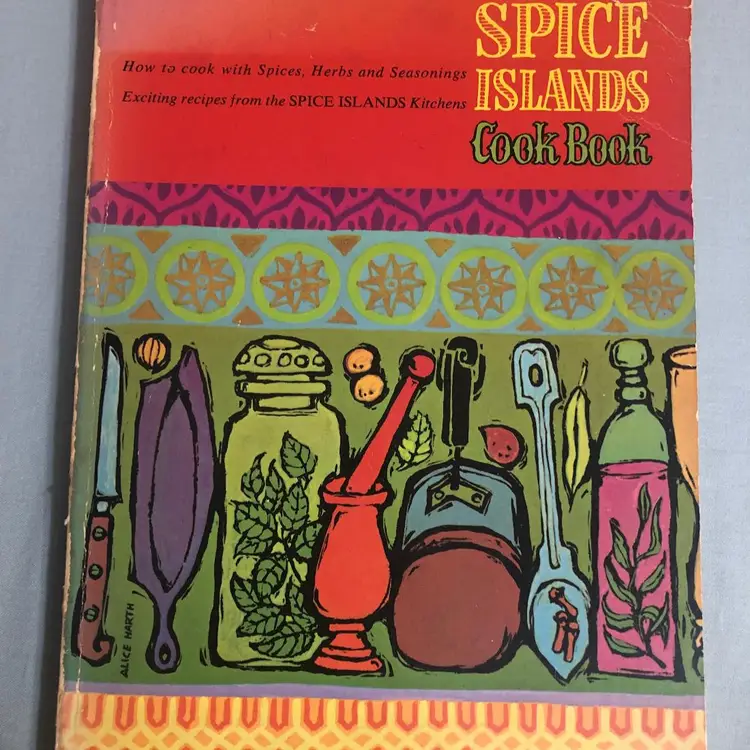 SPICE
ISLANDS
Cook Book
How to cook with Spices, Herbs and Seasonings
Exciting recipes from the SPICE ISLANDS Kitchens
ALICE HARTH